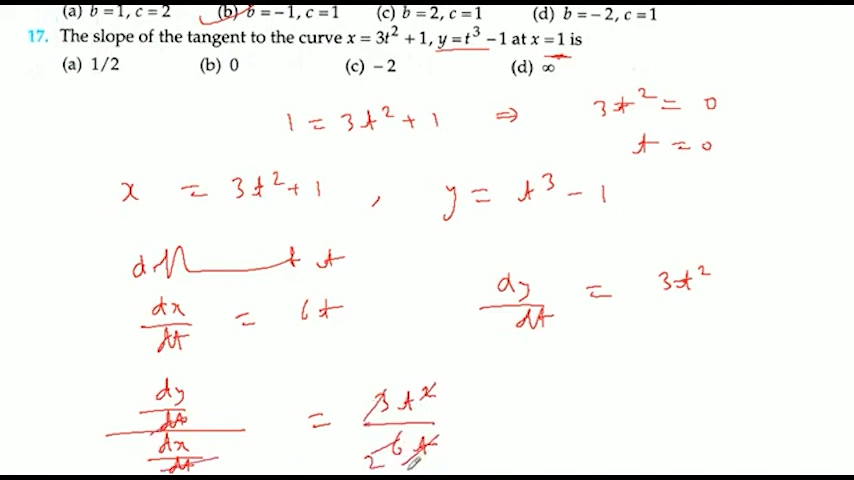 (a) b = 1, c = 2 (b) b = −1, c = 1 (c) b = 2, c = 1 (d) b = −2, c = 1
17. The slope of the tangent to the curve x = 3t² + 1, y = t³ − 1 at x = 1 is
(a) 1/2 (b) 0 (c) −2 (d) ∞
1 = 3t² + 1 ⇒ 3t² = 0
t = 0
x = 3t² + 1 , y = t³ − 1
diff t
dx/dt = 6t dy/dt = 3t²
(dy/dt)/(dx/dt) = 3t²/6t
2